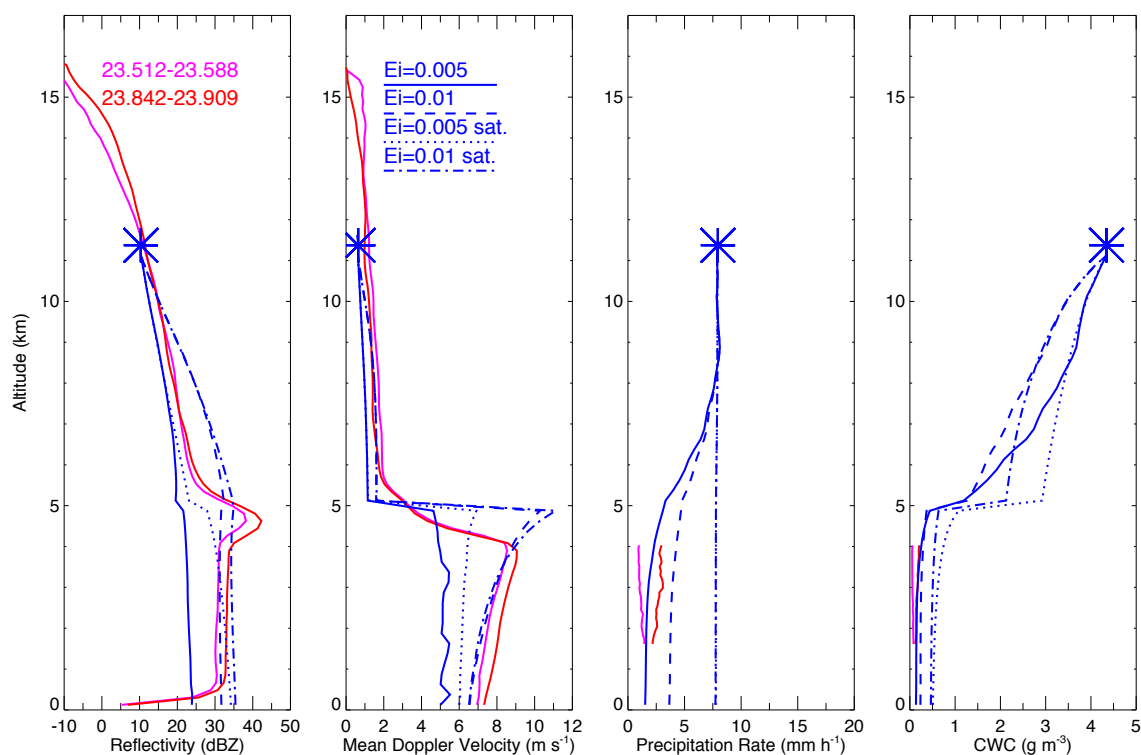 23.512-23.588
23.842-23.909
Ei=0.005
Ei=0.01
Ei=0.005 sat.
Ei=0.01 sat.
Altitude (km)
15
10
5
0
15
10
5
0
15
10
5
0
15
10
5
0
-10 0 10 20 30 40 50
0 2 4 6 8 10 12
0 5 10 15 20
0 1 2 3 4 5
Reflectivity (dBZ)
Mean Doppler Velocity (m s⁻¹)
Precipitation Rate (mm h⁻¹)
CWC (g m⁻³)